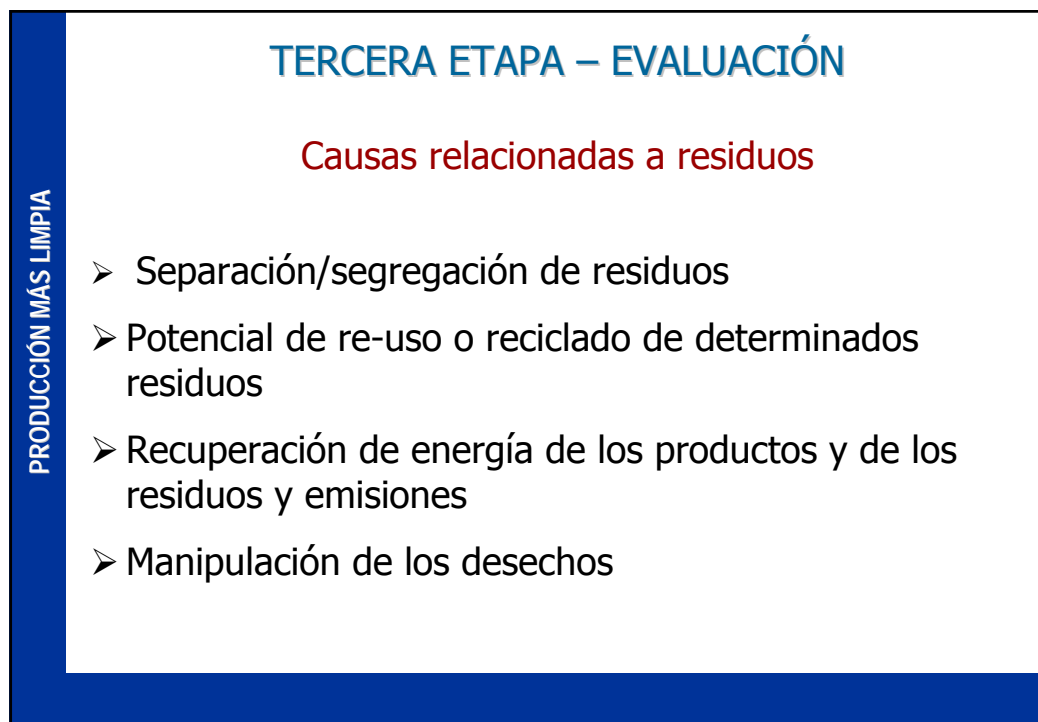 TERCERA ETAPA – EVALUACIÓN
Causas relacionadas a residuos
PRODUCCIÓN MÁS LIMPIA
➢ Separación/segregación de residuos
➢ Potencial de re-uso o reciclado de determinados
residuos
➢ Recuperación de energía de los productos y de los
residuos y emisiones
➢ Manipulación de los desechos